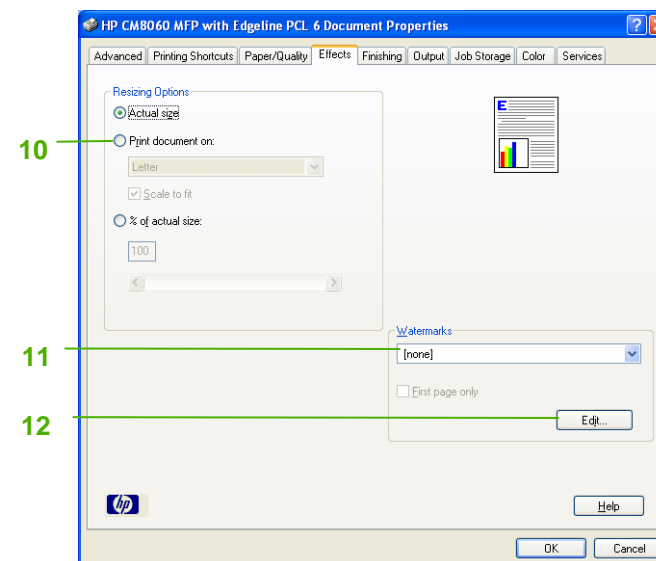 HP CM8060 MFP with Edgeline PCL 6 Document Properties
Advanced Printing Shortcuts Paper/Quality Effects Finishing Output Job Storage Color Services
Resizing Options
Actual size
10
Print document on:
Letter
Scale to fit
% of actual size:
100
E
Watermarks
11
[none]
First page only
12
Edit...
hp
Help
OK Cancel